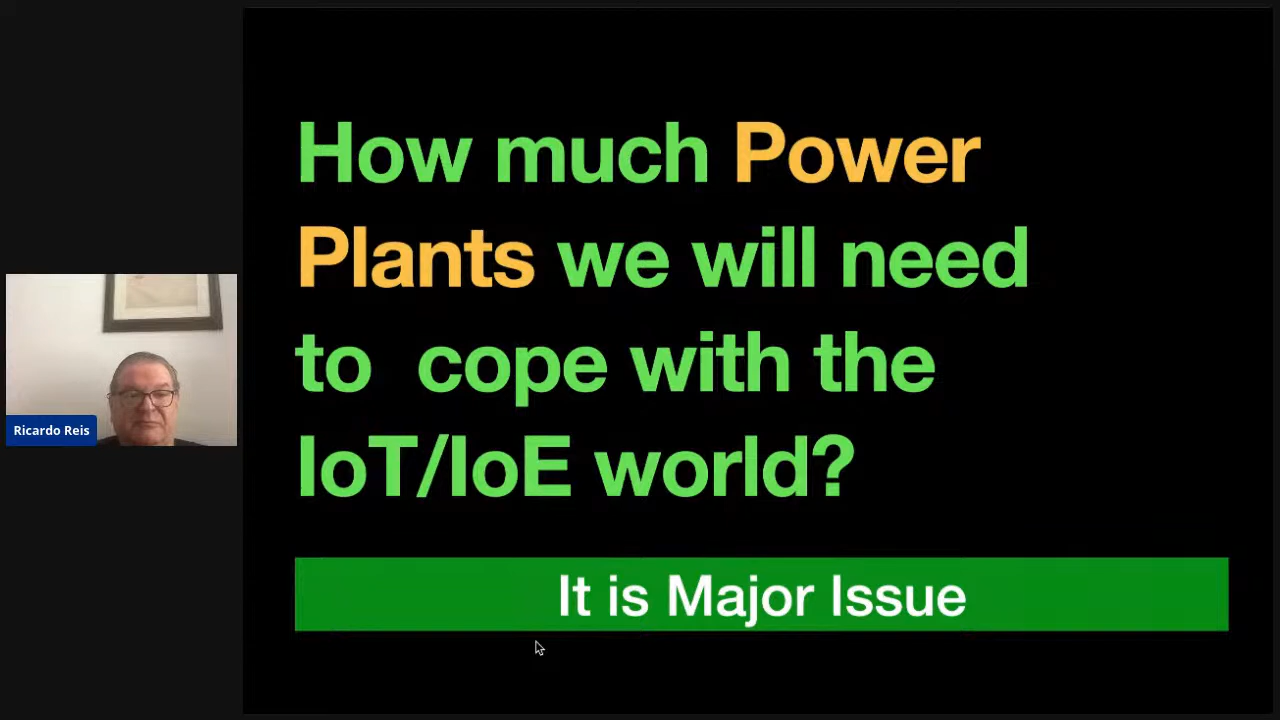 How much Power
Plants we will need
to cope with the
IoT/IoE world?
It is Major Issue
Ricardo Reis